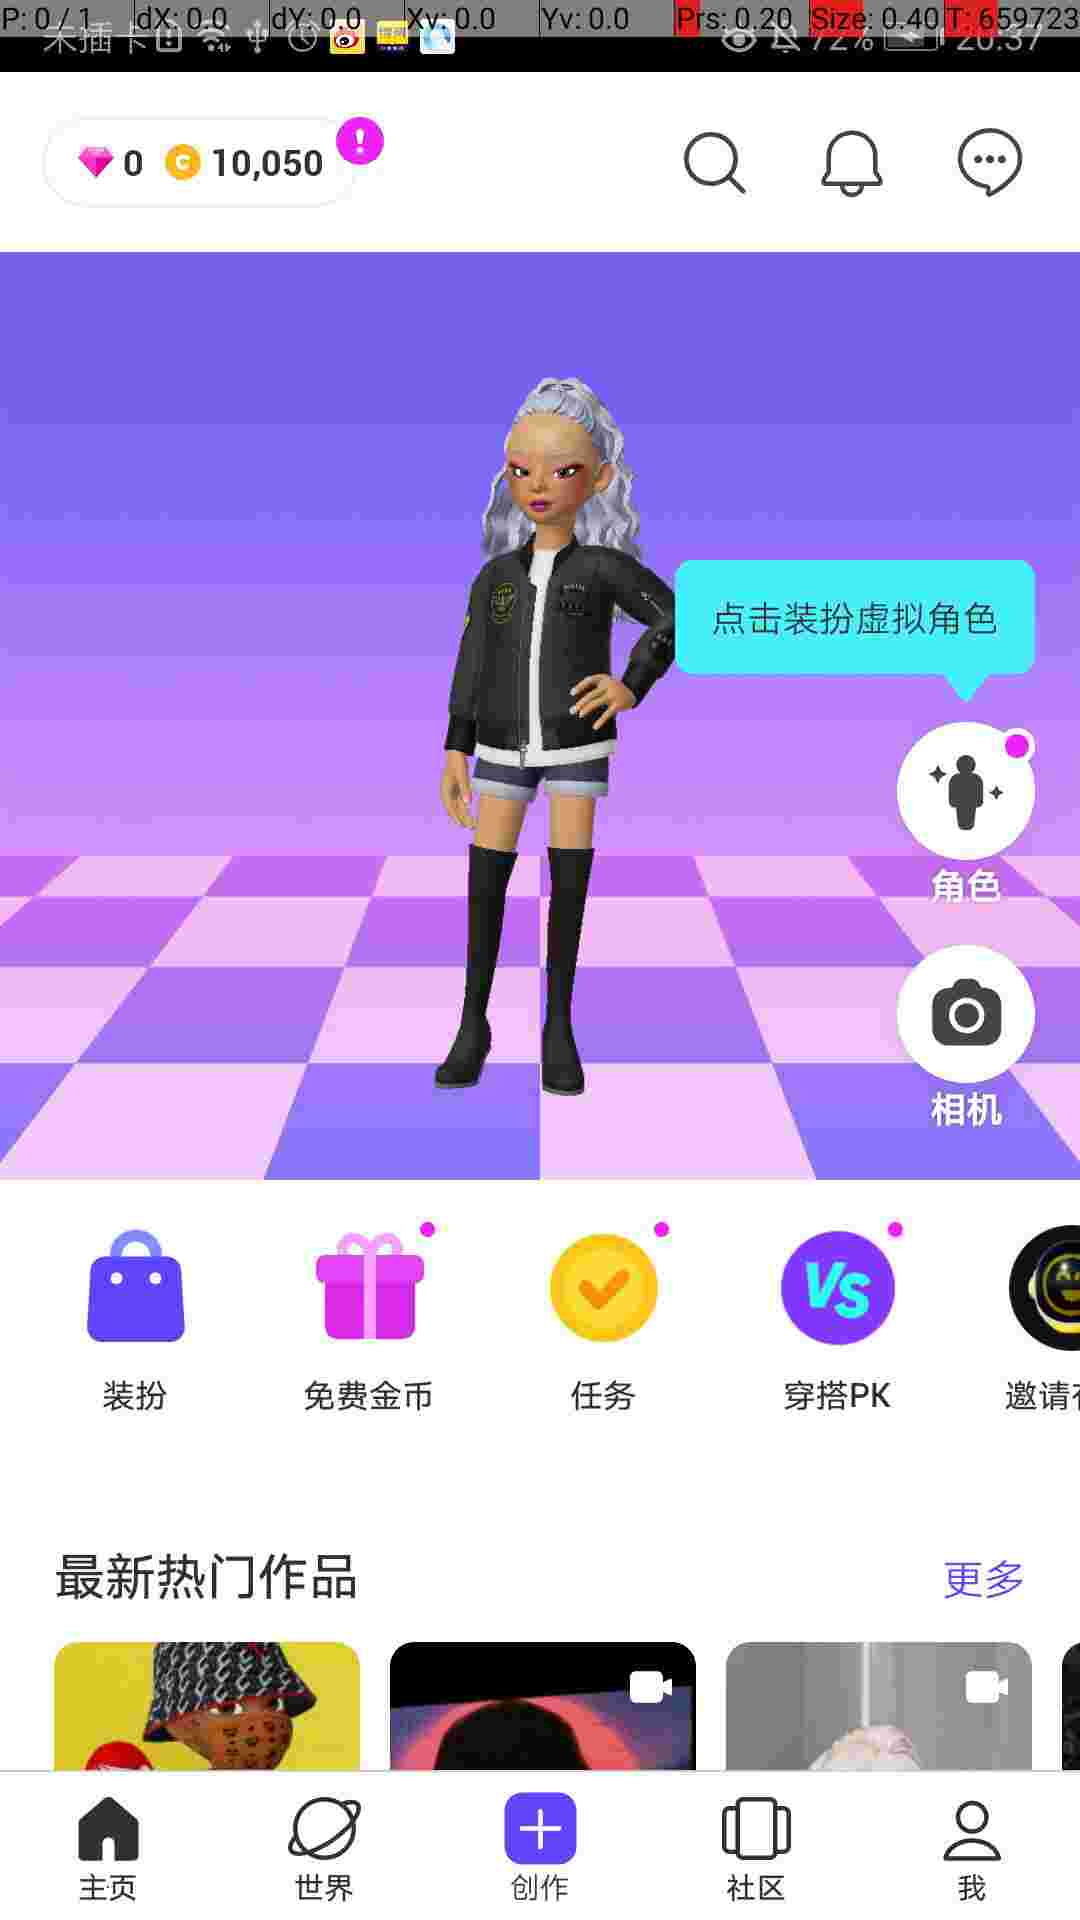 P: 0 / 1 dX: 0.0 dY: 0.0 Xv: 0.0 Yv: 0.0 Prs: 0.20 Size: 0.40 T: 659723
未插卡 72% 20:37
0 10,050
点击装扮虚拟角色
角色
相机
VS
装扮 免费金币 任务 穿搭PK 邀请
最新热门作品 更多
主页 世界 创作 社区 我